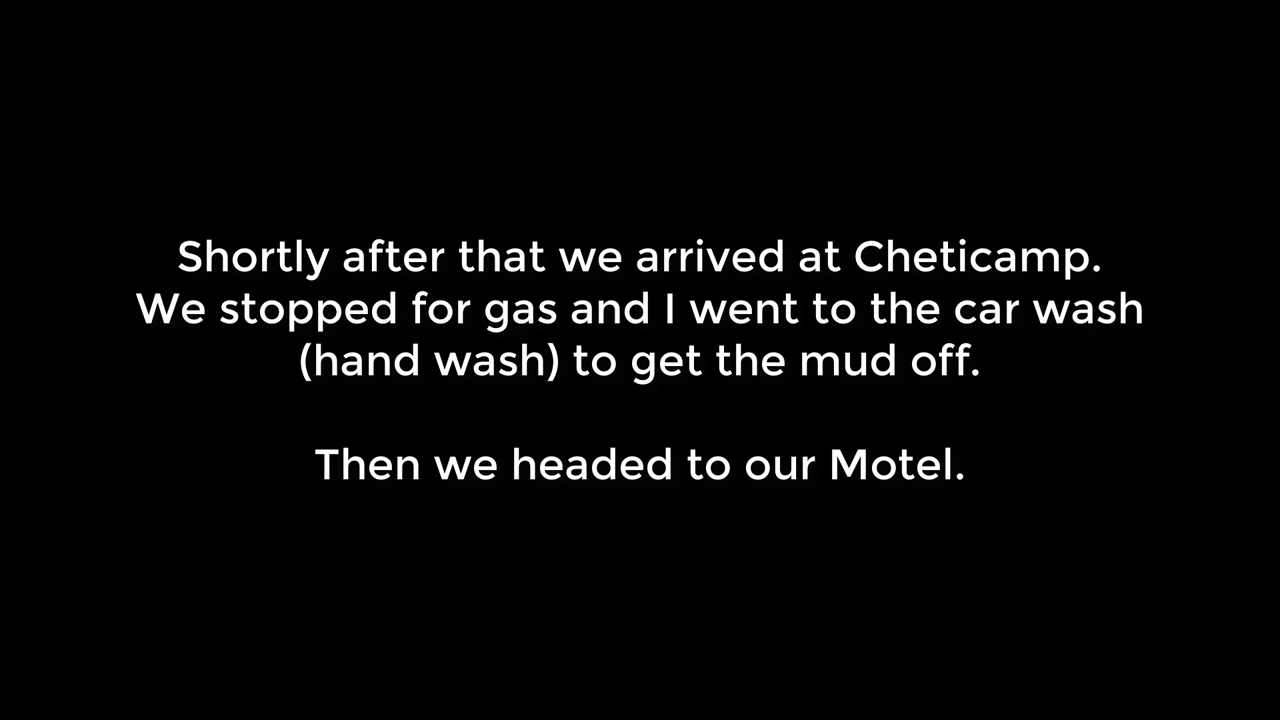 Shortly after that we arrived at Cheticamp.
We stopped for gas and I went to the car wash
(hand wash) to get the mud off.
Then we headed to our Motel.